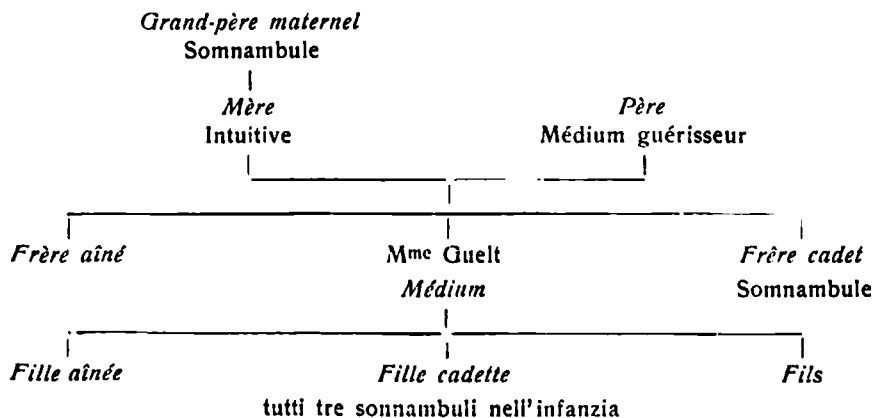 Grand-père maternel
Somnambule
Mère Père
Intuitive Médium guérisseur
Frère aîné Mme Guelt Frêre cadet
Médium Somnambule
Fille aînée Fille cadette Fils
tutti tre sonnambuli nell'infanzia